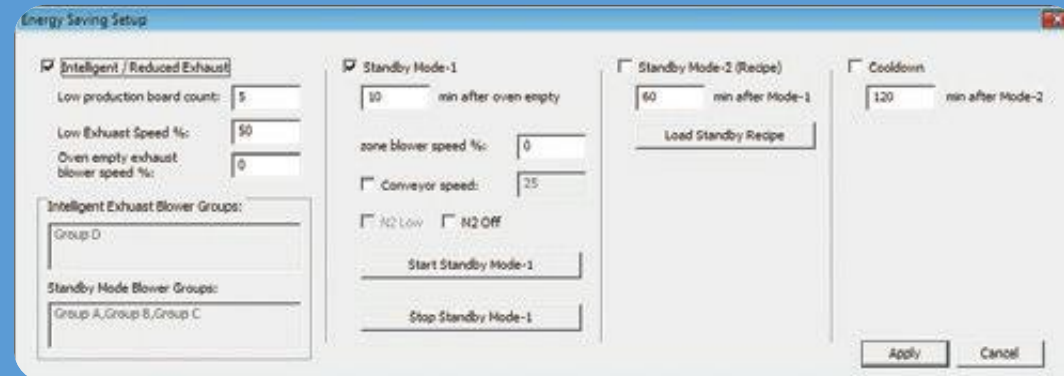 Energy Saving Setup
Intelligent / Reduced Exhaust
Low production board count: 5
Low Exhuast Speed %: 50
Oven empty exhaust
blower speed %: 0
Intelligent Exhuast Blower Groups:
Group D
Standby Mode Blower Groups:
Group A,Group B,Group C
Standby Mode-1
10 min after oven empty
zone blower speed %: 0
Conveyor speed: 25
N2 Low N2 Off
Start Standby Mode-1
Stop Standby Mode-1
Standby Mode-2 (Recipe)
60 min after Mode-1
Load Standby Recipe
Cooldown
120 min after Mode-2
Apply Cancel